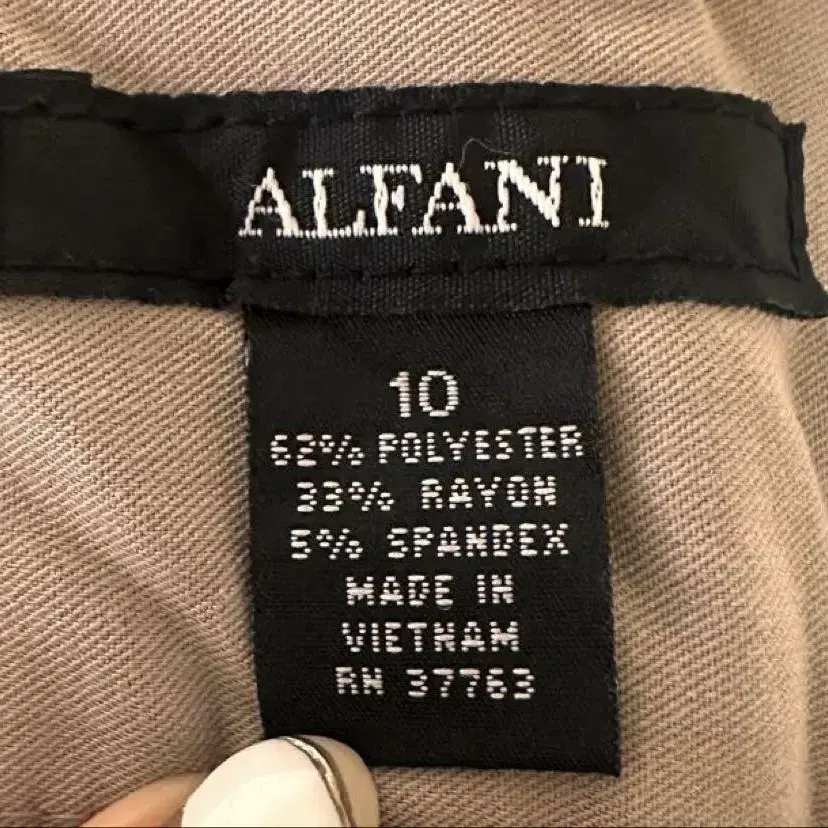 ALFANI
10
62% POLYESTER
33% RAYON
5% SPANDEX
MADE IN
VIETNAM
RN 37763